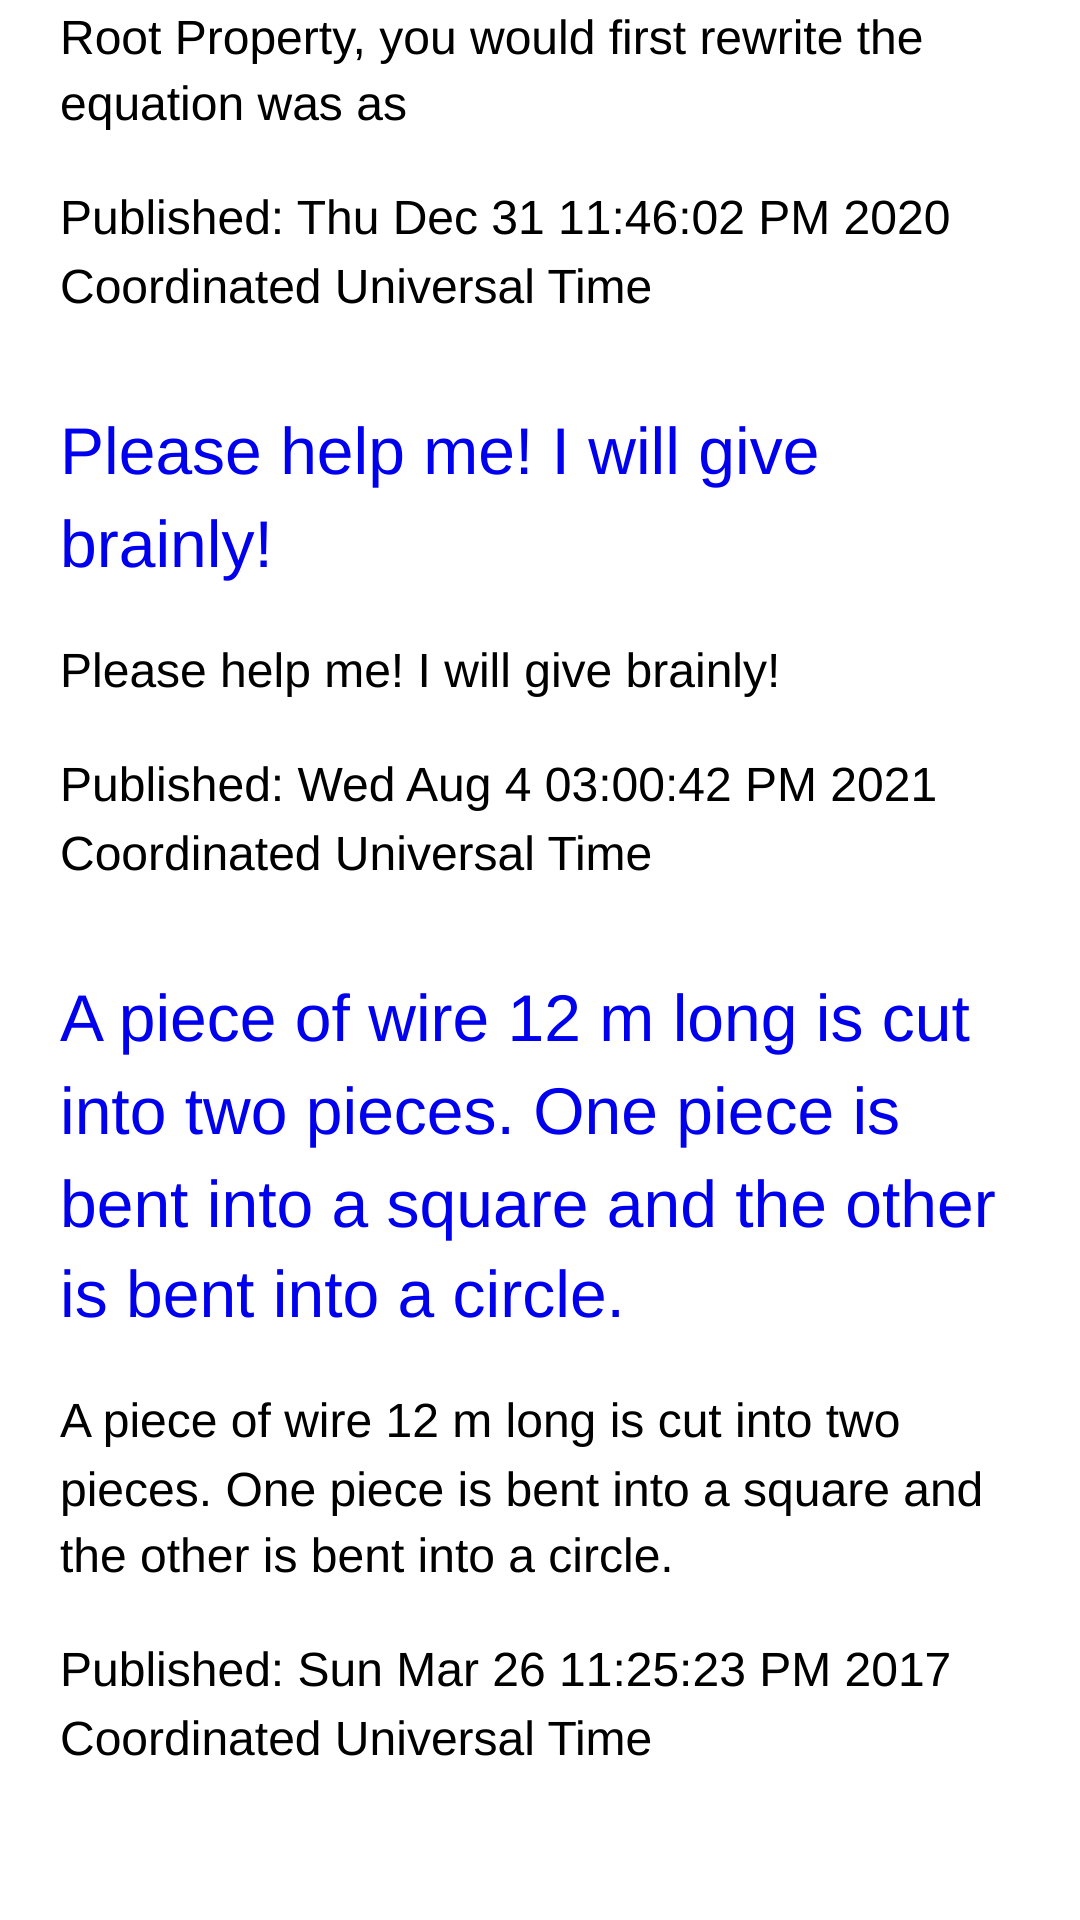 Root Property, you would first rewrite the
equation was as
Published: Thu Dec 31 11:46:02 PM 2020
Coordinated Universal Time
Please help me! I will give
brainly!
Please help me! I will give brainly!
Published: Wed Aug 4 03:00:42 PM 2021
Coordinated Universal Time
A piece of wire 12 m long is cut
into two pieces. One piece is
bent into a square and the other
is bent into a circle.
A piece of wire 12 m long is cut into two
pieces. One piece is bent into a square and
the other is bent into a circle.
Published: Sun Mar 26 11:25:23 PM 2017
Coordinated Universal Time